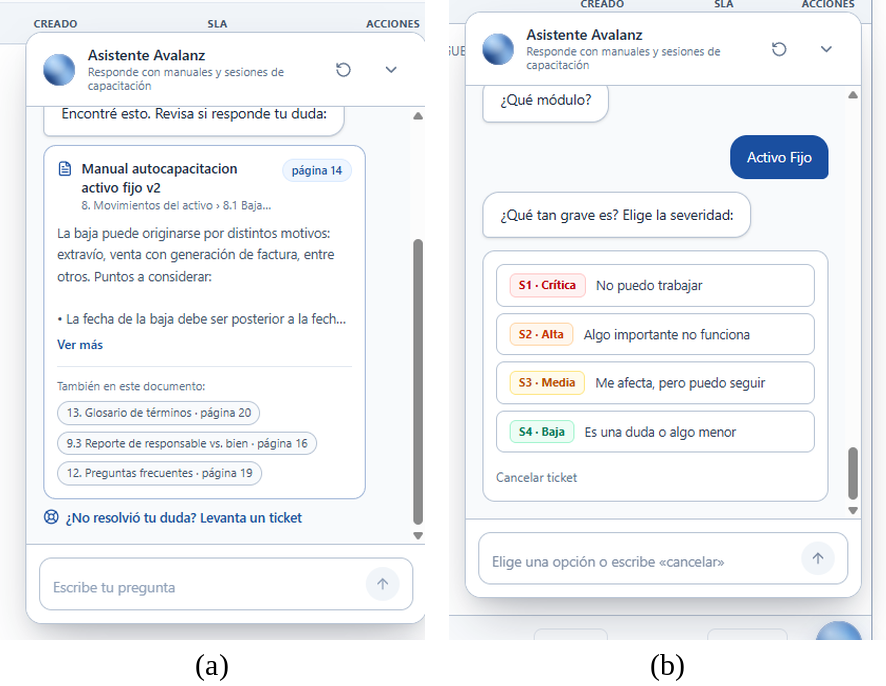 CREADO SLA ACCIONES
Asistente Avalanz
Responde con manuales y sesiones de
capacitación
Encontré esto. Revisa si responde tu duda:
Manual autocapacitacion
activo fijo v2
página 14
8. Movimientos del activo › 8.1 Baja...
La baja puede originarse por distintos motivos:
extravío, venta con generación de factura, entre
otros. Puntos a considerar:
• La fecha de la baja debe ser posterior a la fech...
Ver más
También en este documento:
13. Glosario de términos · página 20
9.3 Reporte de responsable vs. bien · página 16
12. Preguntas frecuentes · página 19
¿No resolvió tu duda? Levanta un ticket
Escribe tu pregunta
(a)
CREADO SLA ACCIONES
Asistente Avalanz
Responde con manuales y sesiones de
capacitación
¿Qué módulo?
Activo Fijo
¿Qué tan grave es? Elige la severidad:
S1 · Crítica No puedo trabajar
S2 · Alta Algo importante no funciona
S3 · Media Me afecta, pero puedo seguir
S4 · Baja Es una duda o algo menor
Cancelar ticket
Elige una opción o escribe «cancelar»
(b)